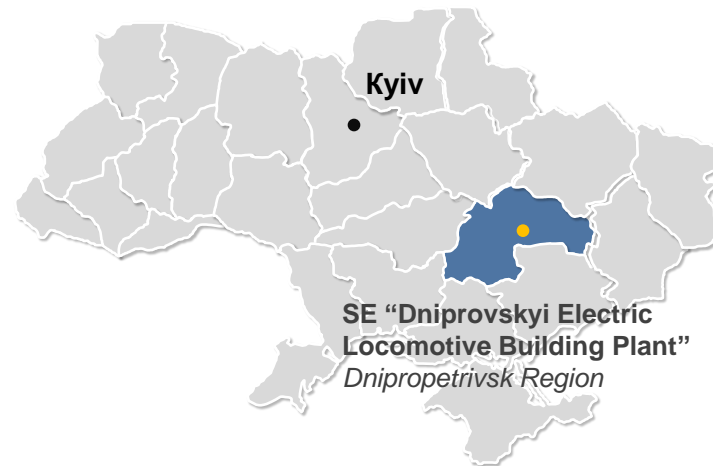 Kyiv
SE “Dniprovskyi Electric
Locomotive Building Plant”
Dnipropetrivsk Region